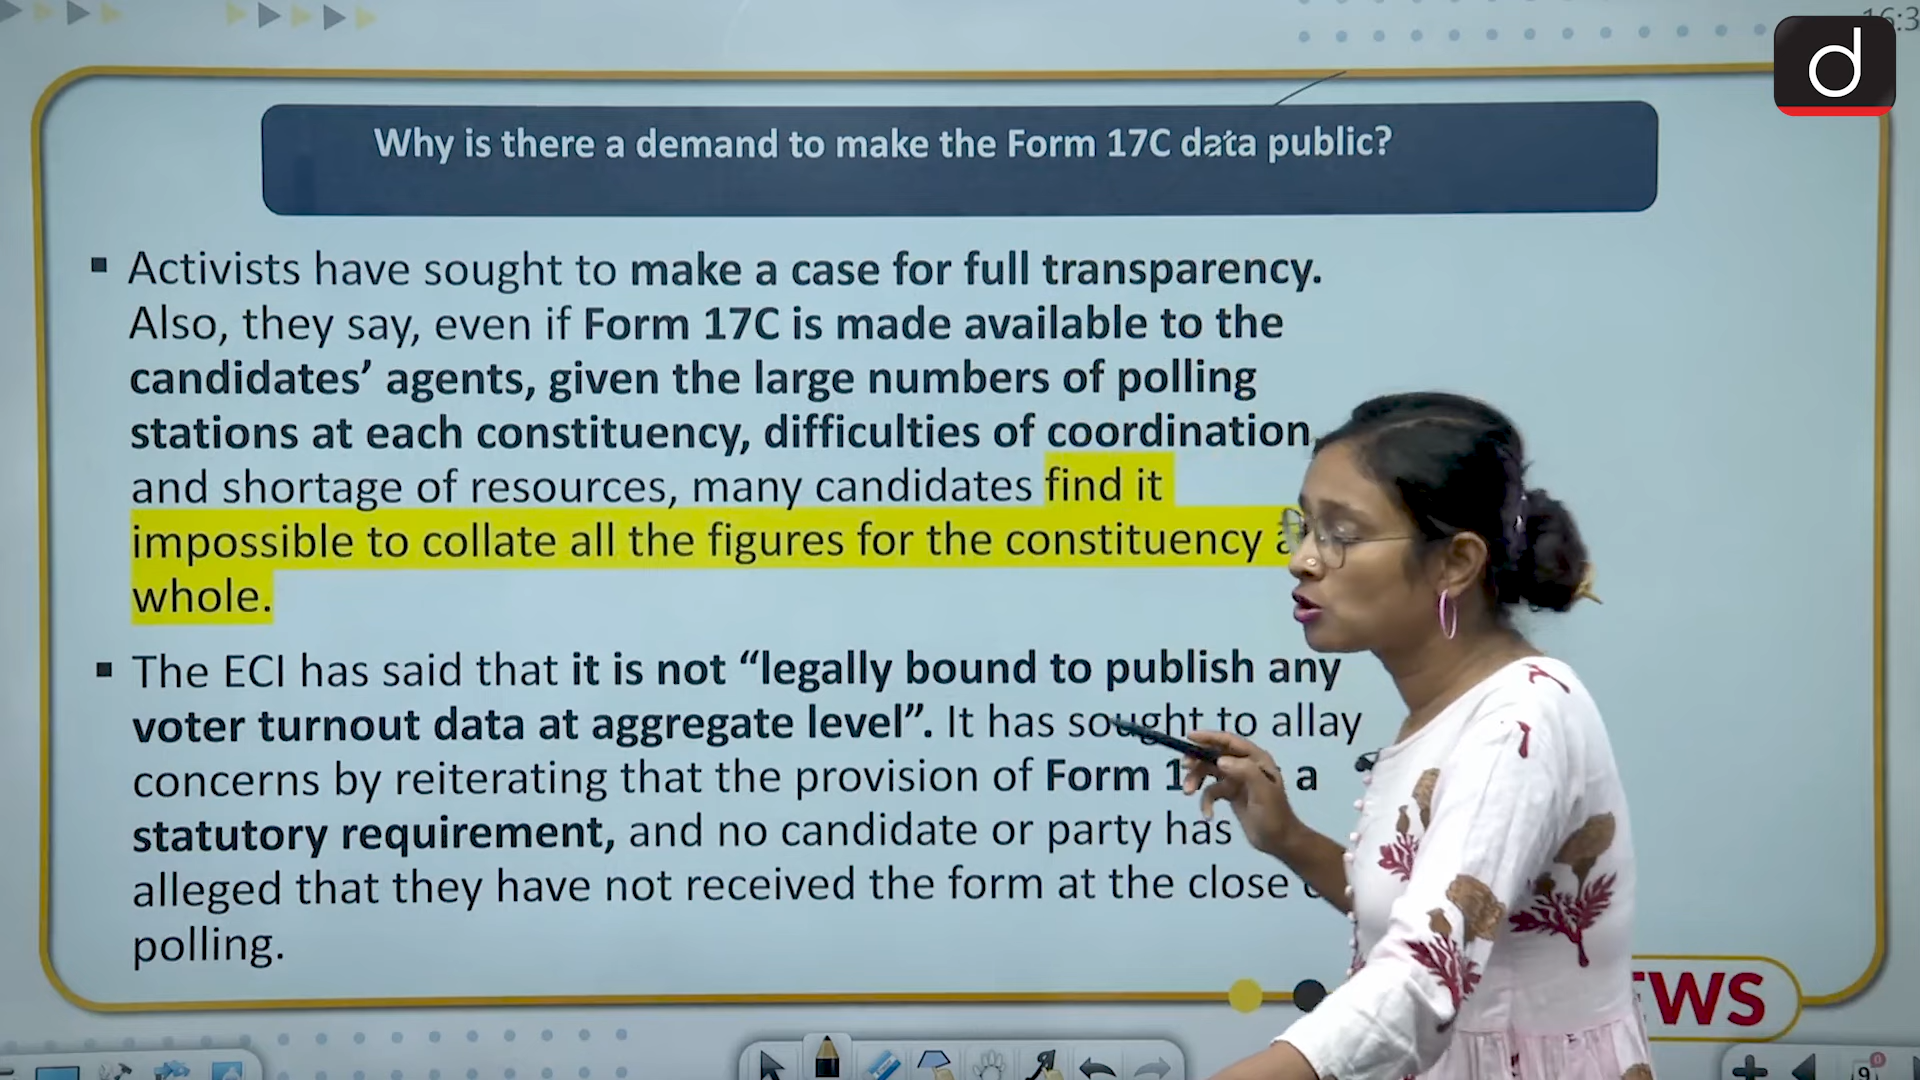 16:3
d
Why is there a demand to make the Form 17C data public?
▪ Activists have sought to make a case for full transparency.
Also, they say, even if Form 17C is made available to the
candidates’ agents, given the large numbers of polling
stations at each constituency, difficulties of coordination
and shortage of resources, many candidates find it
impossible to collate all the figures for the constituency
whole.
▪ The ECI has said that it is not “legally bound to publish any
voter turnout data at aggregate level”. It has sought to allay
concerns by reiterating that the provision of Form a
statutory requirement, and no candidate or party has
alleged that they have not received the form at the close
polling.
EWS
9